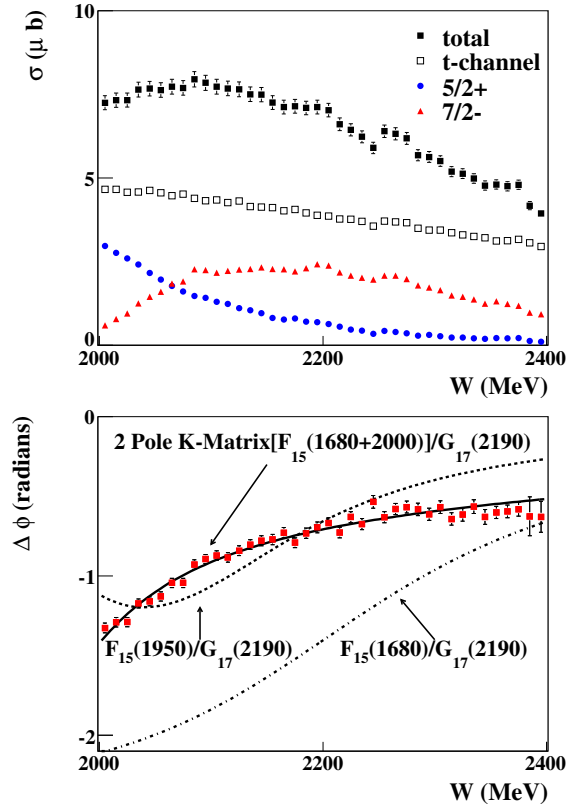 10
σ (μ b)
total
t-channel
5/2+
7/2-
5
0
2000
2200
2400
W (MeV)
0
Δ ϕ (radians)
2 Pole K-Matrix[F15(1680+2000)]/G17(2190)
-1
F15(1950)/G17(2190)
F15(1680)/G17(2190)
-2
2000
2200
2400
W (MeV)